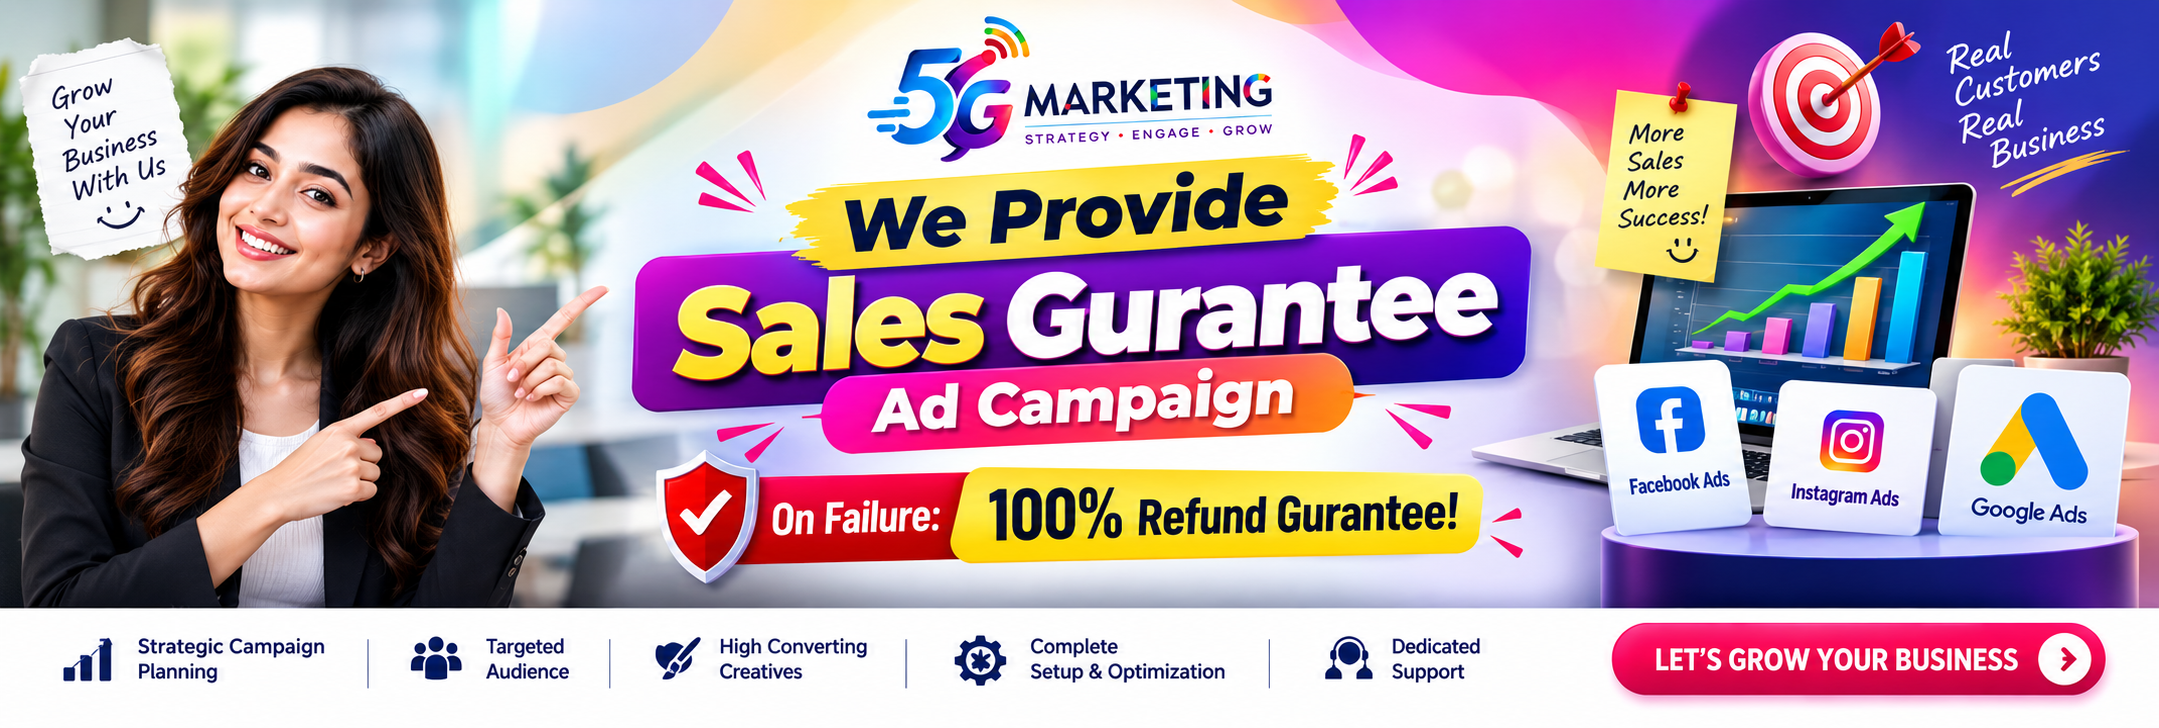 Grow
Your
Business
With Us
5G MARKETING
STRATEGY • ENGAGE • GROW
We Provide
Sales Gurantee
Ad Campaign
On Failure: 100% Refund Gurantee!
More
Sales
More
Success!
Real
Customers
Real
Business
f
Facebook Ads
Instagram Ads
Google Ads
Strategic Campaign
Planning
Targeted
Audience
High Converting
Creatives
Complete
Setup & Optimization
Dedicated
Support
LET'S GROW YOUR BUSINESS